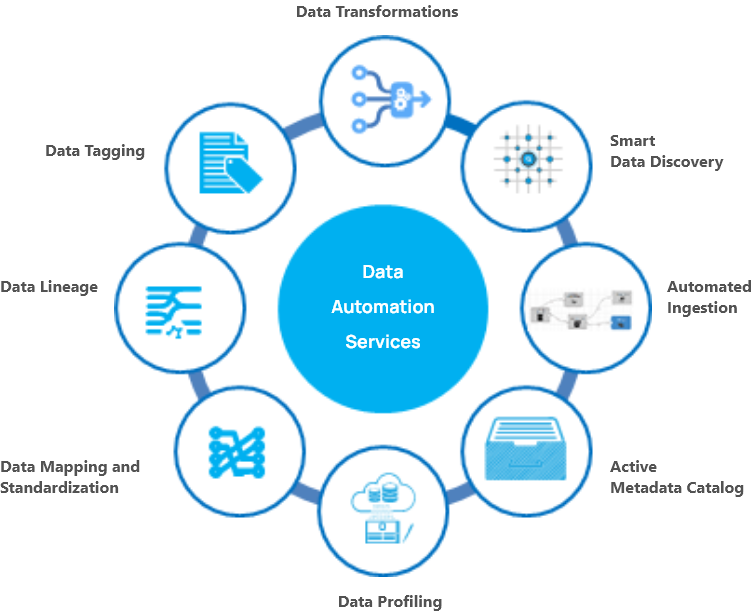 Data Transformations
Smart
Data Discovery
Automated
Ingestion
Active
Metadata Catalog
Data Profiling
Data Mapping and
Standardization
Data Lineage
Data Tagging
Data
Automation
Services